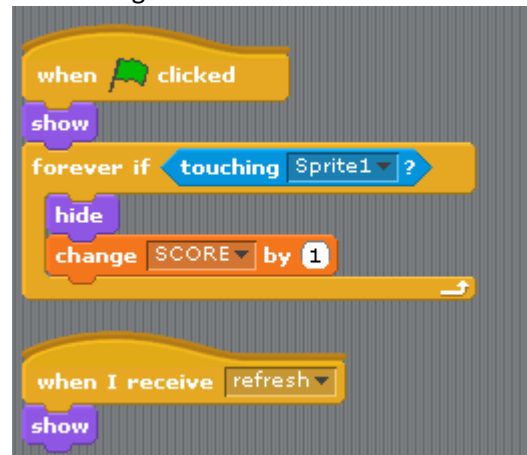 when clicked
show
forever if touching Sprite1 ?
hide
change SCORE by 1
when I receive refresh
show